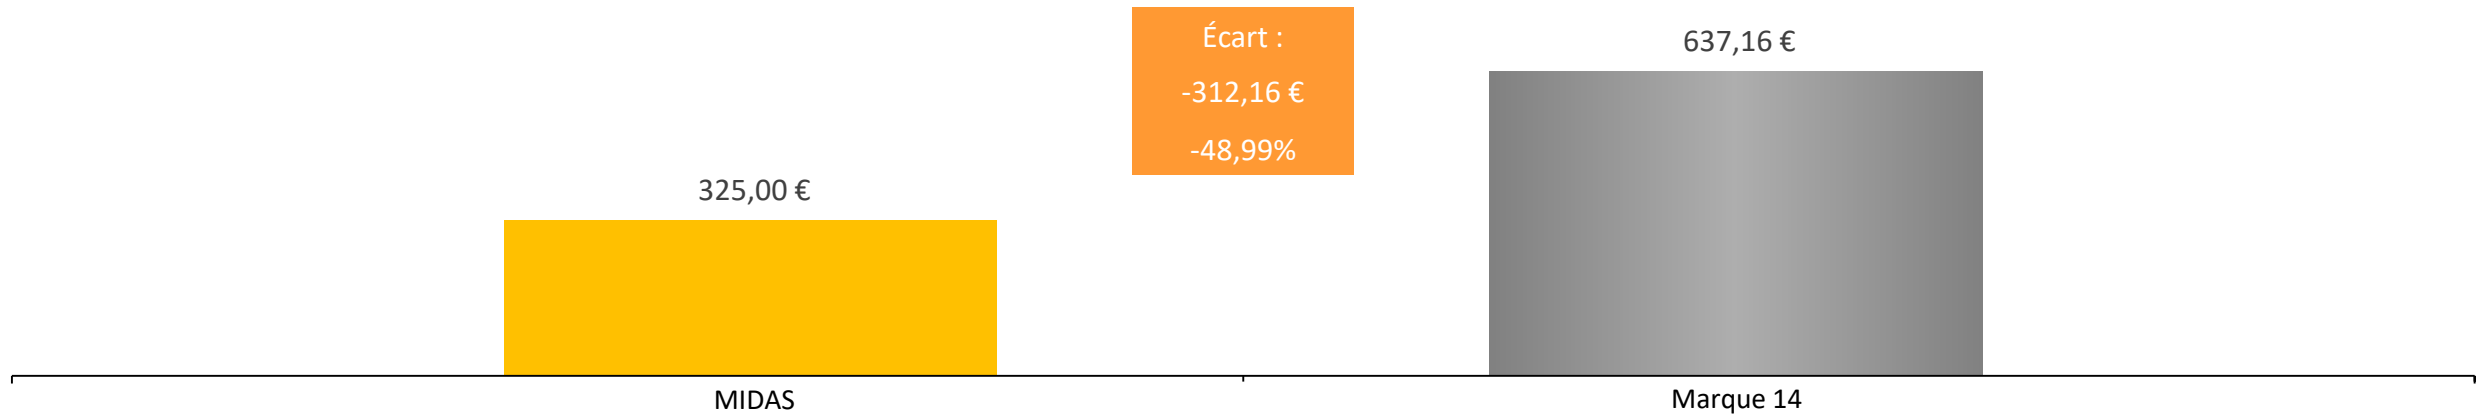 Écart :
-312,16 €
-48,99%
637,16 €
325,00 €
MIDAS
Marque 14